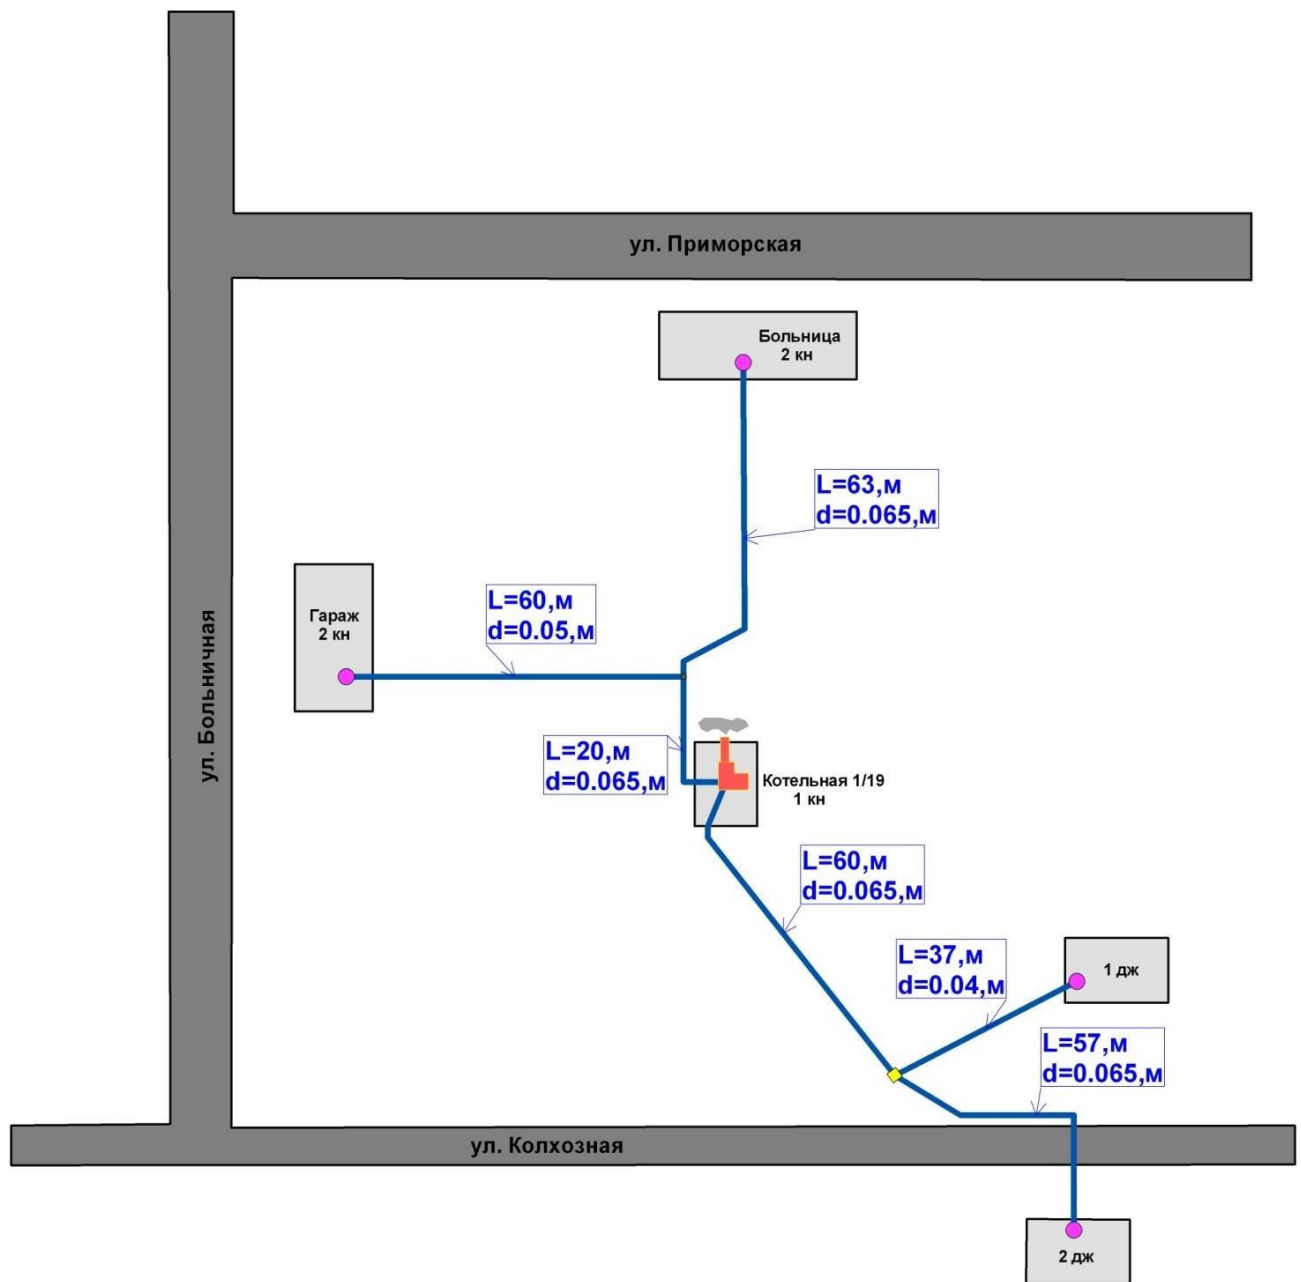 ул. Приморская
Больница
2 кн
L=63,м
d=0.065,м
L=60,м
d=0.05,м
Гараж
2 кн
ул. Больничная
L=20,м
d=0.065,м
Котельная 1/19
1 кн
L=60,м
d=0.065,м
L=37,м
d=0.04,м
1 дж
L=57,м
d=0.065,м
ул. Колхозная
2 дж